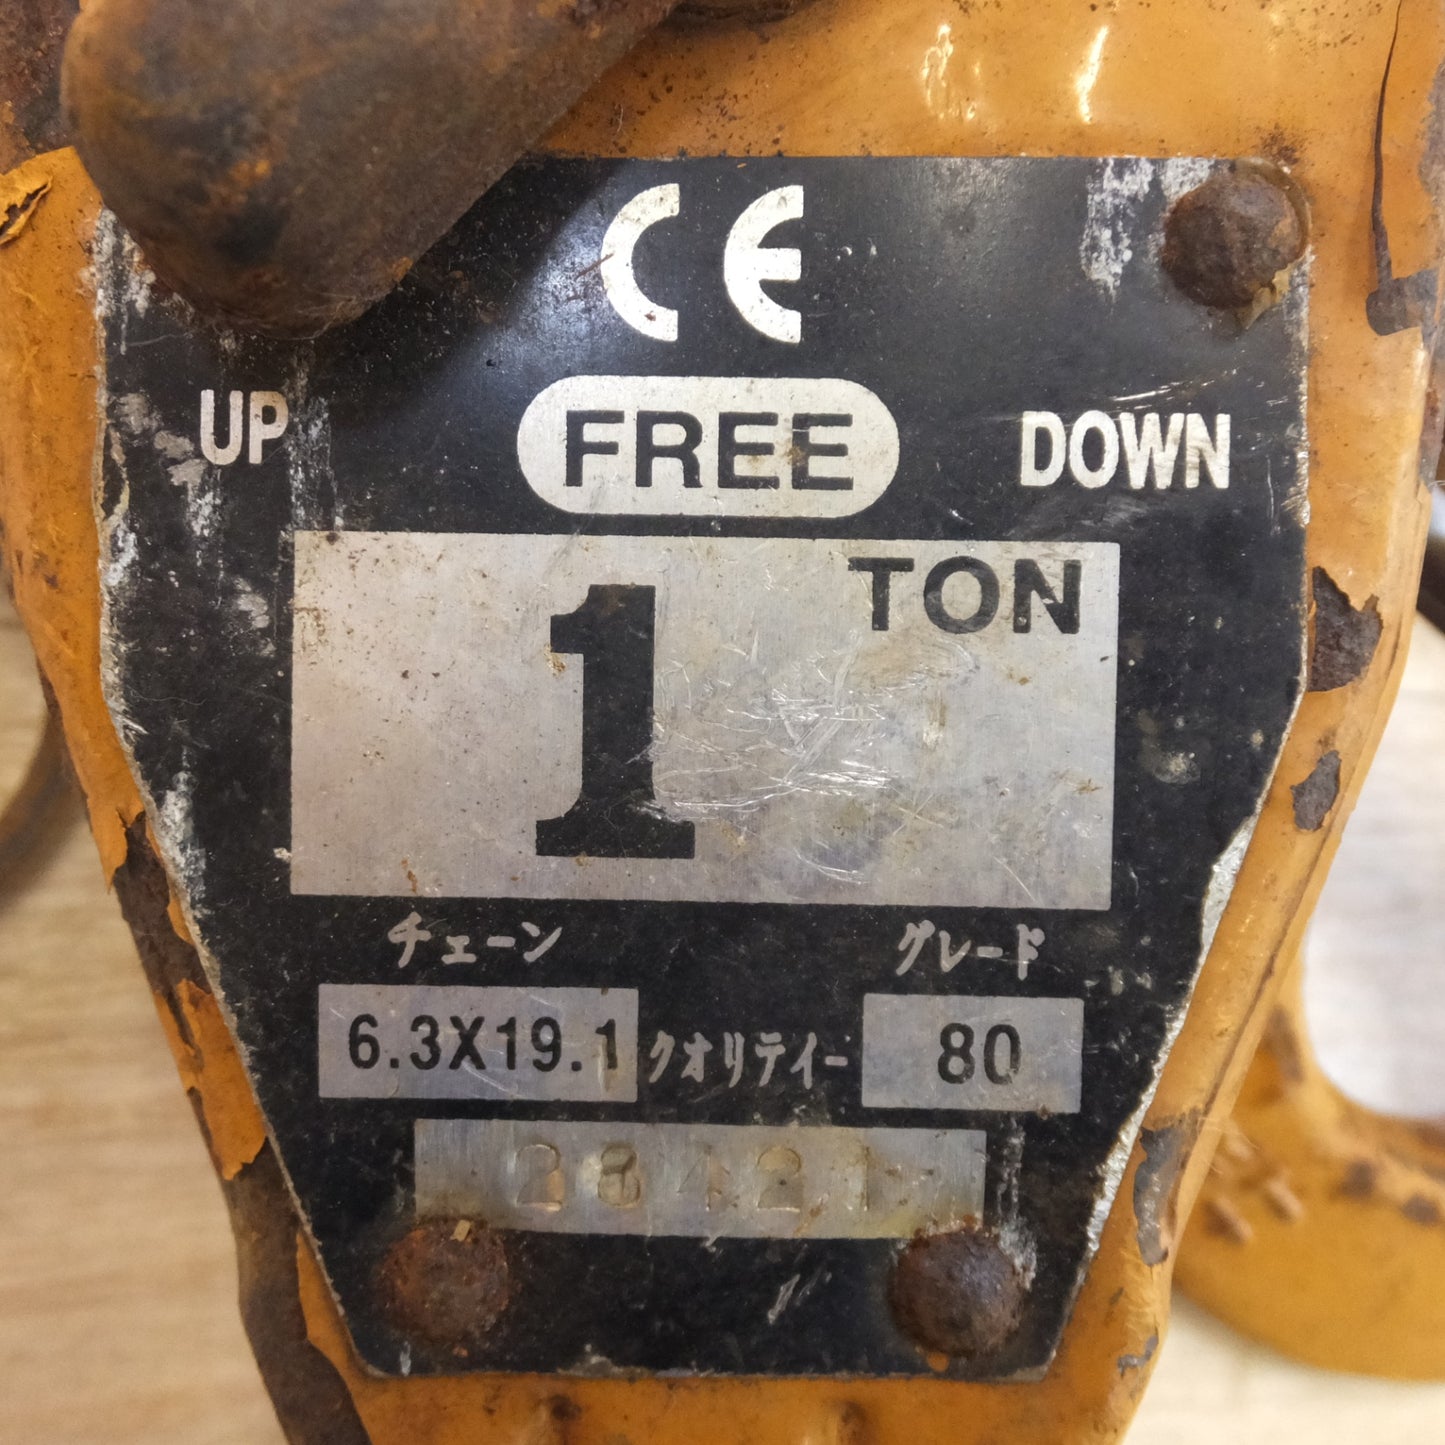 CE
UP FREE DOWN
TON
1
チェーン グレード
6.3X19.1 クオリティー 80
28421